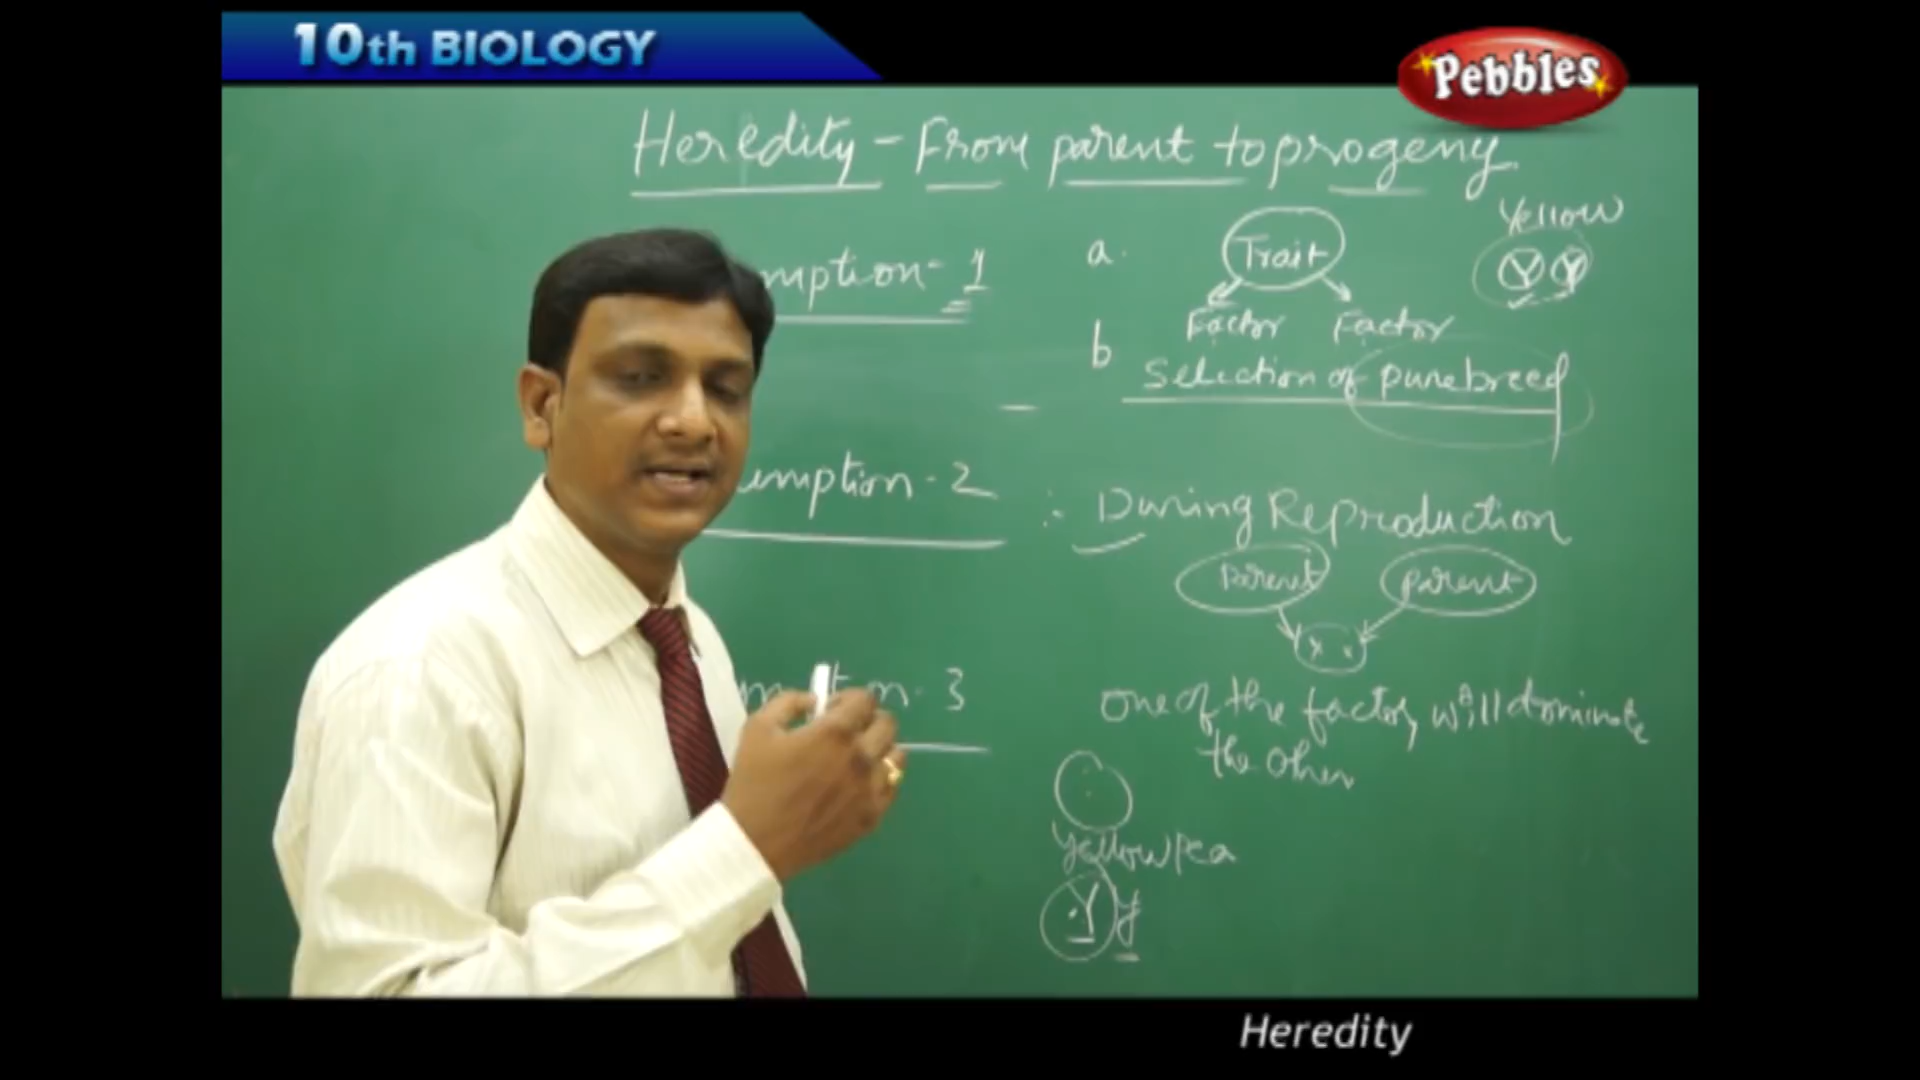 10th BIOLOGY
Pebbles
Heredity - From parent to progeny.
Yellow
mption - 1
a. Trait
Y Y
Factor Factor
b
Selection of purebreed
umption - 2
:- During Reproduction
Parent Parent
x x
3
one of the factor, will dominate
the other
Yellow pea
Y y
Heredity